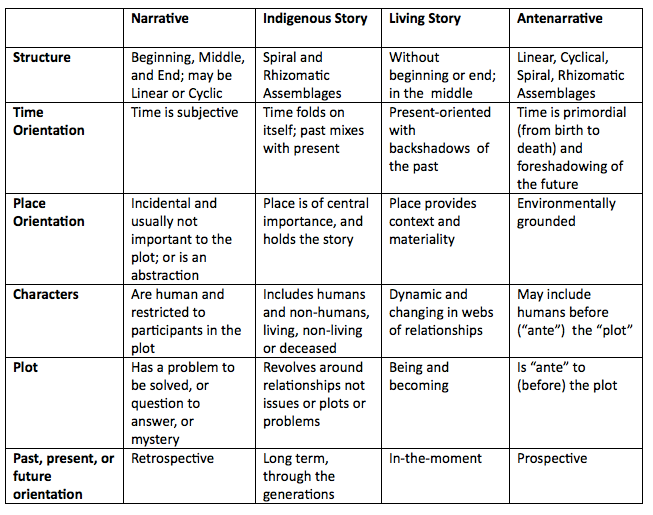 Narrative
Indigenous Story
Living Story
Antenarrative
Structure
Beginning, Middle,
and End; may be
Linear or Cyclic
Spiral and
Rhizomatic
Assemblages
Without
beginning or end;
in the middle
Linear, Cyclical,
Spiral, Rhizomatic
Assemblages
Time
Orientation
Time is subjective
Time folds on
itself; past mixes
with present
Present-oriented
with
backshadows of
the past
Time is primordial
(from birth to
death) and
foreshadowing of
the future
Place
Orientation
Incidental and
usually not
important to the
plot; or is an
abstraction
Place is of central
importance, and
holds the story
Place provides
context and
materiality
Environmentally
grounded
Characters
Are human and
restricted to
participants in the
plot
Includes humans
and non-humans,
living, non-living
or deceased
Dynamic and
changing in webs
of relationships
May include
humans before
(“ante”) the “plot”
Plot
Has a problem to
be solved, or
question to
answer, or
mystery
Revolves around
relationships not
issues or plots or
problems
Being and
becoming
Is “ante” to
(before) the plot
Past, present, or
future
orientation
Retrospective
Long term,
through the
generations
In-the-moment
Prospective